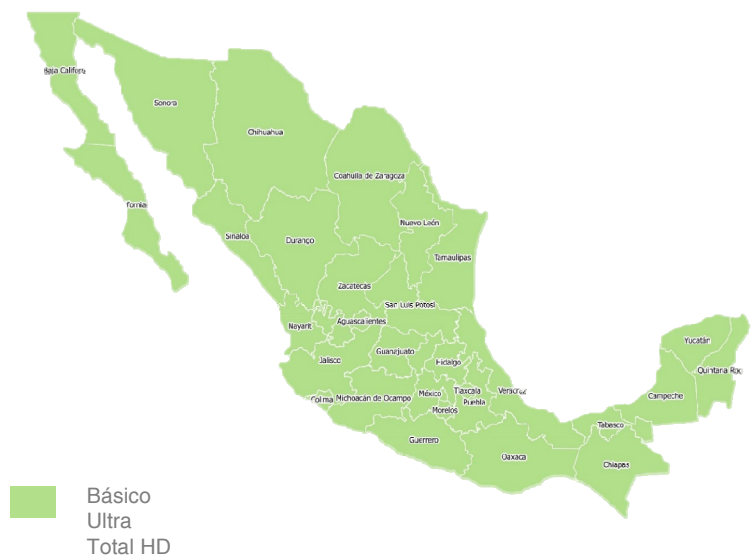 Baja Califor
Sonora
Chihuahua
Coahuila de Zaragoza
Nuevo León
Tamaulipas
Sinaloa
Durango
Zacatecas
San Luis Potosí
Nayarit
Aguascalientes
Jalisco
Guanajuato
Hidalgo
Colima
Michoacán de Ocampo
México
Tlaxcala
Veracruz
Morelos
Puebla
Guerrero
Oaxaca
Yucatán
Quintana Roo
Campeche
Tabasco
Chiapas
Básico
Ultra
Total HD